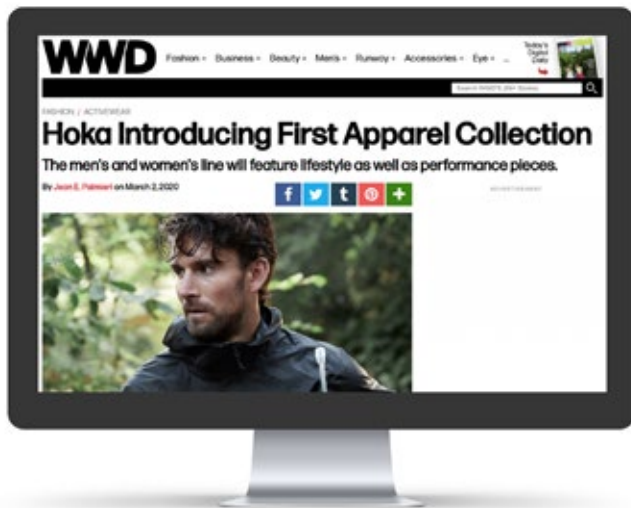 WWD
Fashion Business Beauty Men's Runway Accessories Eye ...
Today's
Digital
Daily
FASHION / ACTIVEWEAR
Hoka Introducing First Apparel Collection
The men's and women's line will feature lifestyle as well as performance pieces.
By Jean E. Palmieri on March 2, 2020
f t +
ADVERTISEMENT